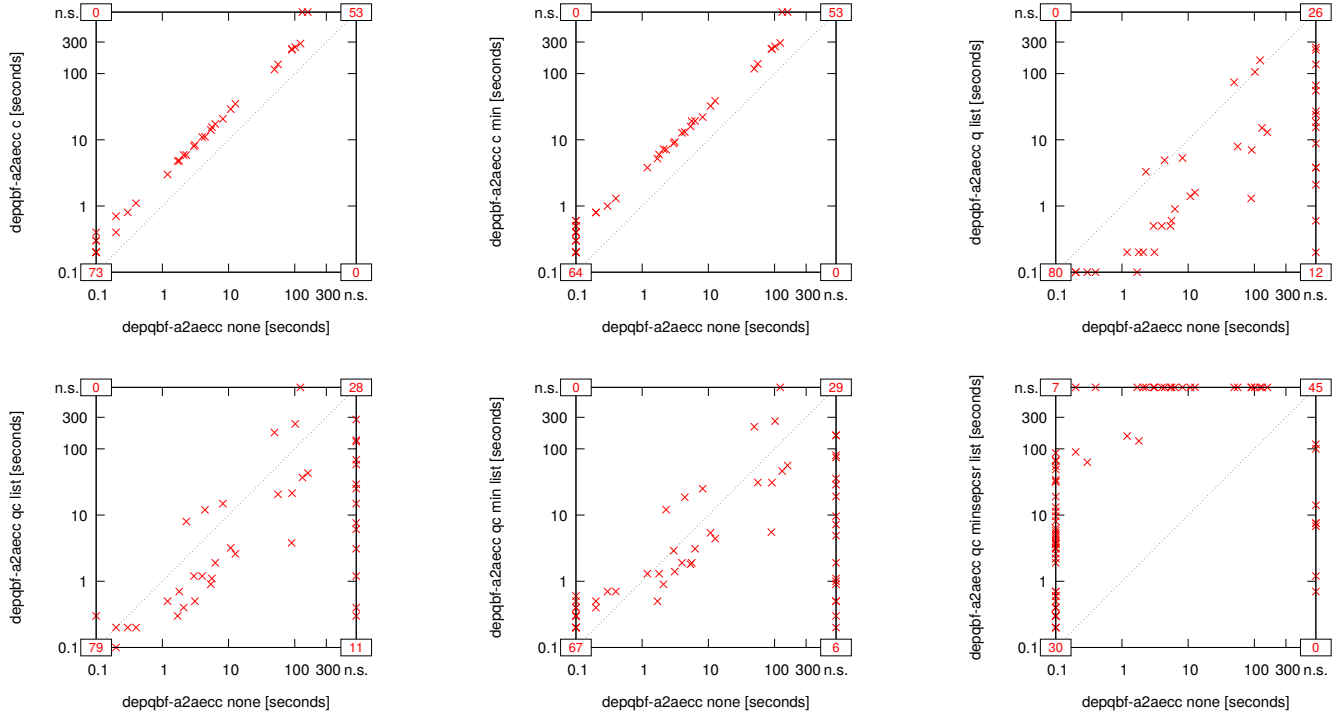 n.s. 0 53
300
100
10
1
0.1 73 0
0.1 1 10 100 300 n.s.
depqbf-a2aecc c [seconds]
depqbf-a2aecc none [seconds]
n.s. 0 53
300
100
10
1
0.1 64 0
0.1 1 10 100 300 n.s.
depqbf-a2aecc c min [seconds]
depqbf-a2aecc none [seconds]
n.s. 0 26
300
100
10
1
0.1 80 12
0.1 1 10 100 300 n.s.
depqbf-a2aecc q list [seconds]
depqbf-a2aecc none [seconds]
n.s. 0 28
300
100
10
1
0.1 79 11
0.1 1 10 100 300 n.s.
depqbf-a2aecc qc list [seconds]
depqbf-a2aecc none [seconds]
n.s. 0 29
300
100
10
1
0.1 67 6
0.1 1 10 100 300 n.s.
depqbf-a2aecc qc min list [seconds]
depqbf-a2aecc none [seconds]
n.s. 7 45
300
100
10
1
0.1 30 0
0.1 1 10 100 300 n.s.
depqbf-a2aecc qc minsepcsr list [seconds]
depqbf-a2aecc none [seconds]